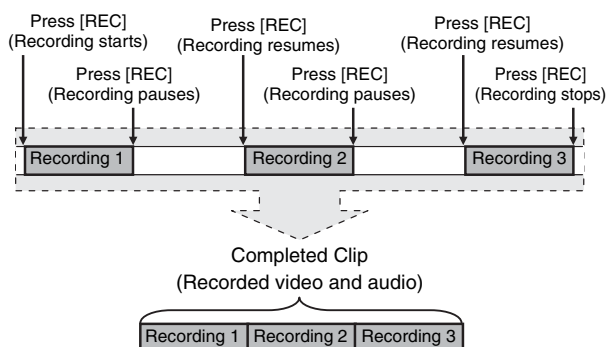 Press [REC]
(Recording starts)
Press [REC]
(Recording pauses)
Press [REC]
(Recording resumes)
Press [REC]
(Recording pauses)
Press [REC]
(Recording resumes)
Press [REC]
(Recording stops)
Recording 1
Recording 2
Recording 3
Completed Clip
(Recorded video and audio)
Recording 1
Recording 2
Recording 3